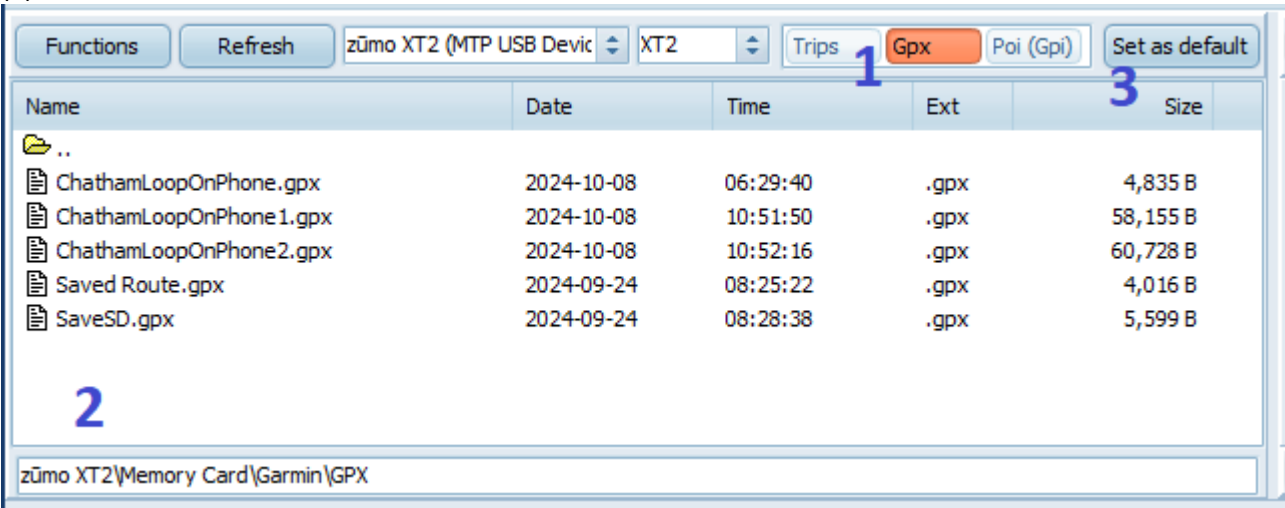 Functions Refresh zūmo XT2 (MTP USB Devic XT2 Trips 1 Gpx Poi (Gpi) Set as default
Name Date Time Ext 3 Size
..
ChathamLoopOnPhone.gpx 2024-10-08 06:29:40 .gpx 4,835 B
ChathamLoopOnPhone1.gpx 2024-10-08 10:51:50 .gpx 58,155 B
ChathamLoopOnPhone2.gpx 2024-10-08 10:52:16 .gpx 60,728 B
Saved Route.gpx 2024-09-24 08:25:22 .gpx 4,016 B
SaveSD.gpx 2024-09-24 08:28:38 .gpx 5,599 B
2
zūmo XT2\Memory Card\Garmin\GPX